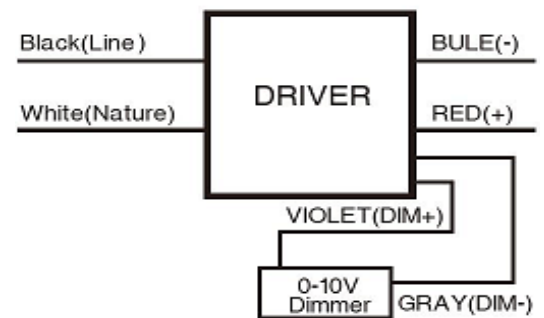 Black(Line)
BULE(-)
DRIVER
White(Nature)
RED(+)
VIOLET(DIM+)
0-10V
Dimmer
GRAY(DIM-)